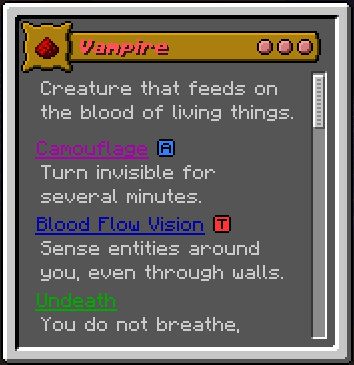 Vampire
Creature that feeds on
the blood of living things.
Camouflage A
Turn invisible for
several minutes.
Blood Flow Vision T
Sense entities around
you, even through walls.
Undeath
You do not breathe,